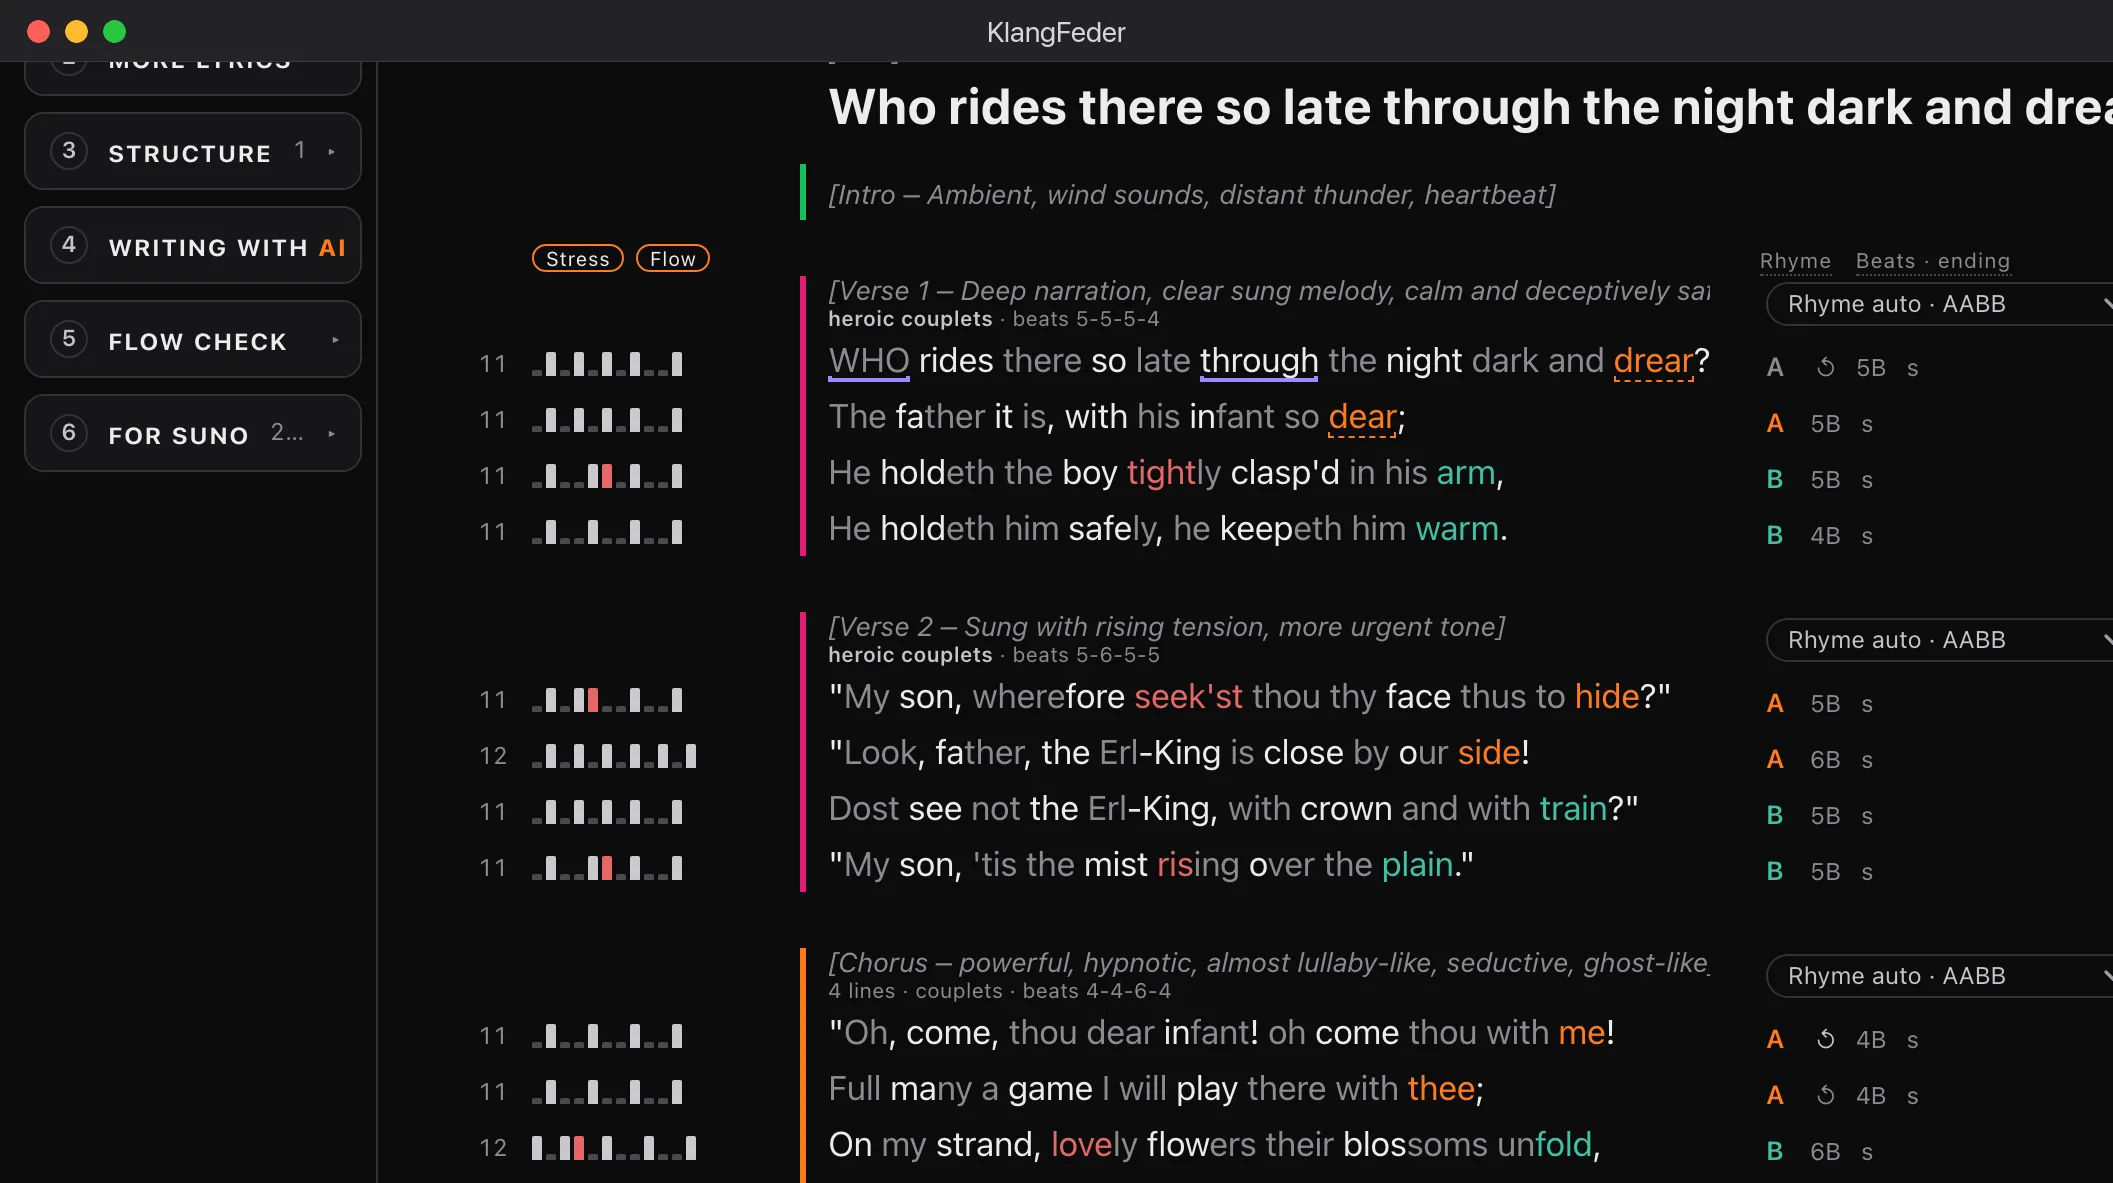 KlangFeder
MORE LYRICS
3 STRUCTURE 1
4 WRITING WITH AI
5 FLOW CHECK
6 FOR SUNO 2...
Who rides there so late through the night dark and
[Intro – Ambient, wind sounds, distant thunder, heartbeat]
Stress Flow
Rhyme Beats · ending
[Verse 1 – Deep narration, clear sung melody, calm and deceptively
heroic couplets · beats 5-5-5-4
Rhyme auto · AABB
11 WHO rides there so late through the night dark and drear? A 5B s
11 The father it is, with his infant so dear; A 5B s
11 He holdeth the boy tightly clasp'd in his arm, B 5B s
11 He holdeth him safely, he keepeth him warm. B 4B s
[Verse 2 – Sung with rising tension, more urgent tone]
heroic couplets · beats 5-6-5-5
Rhyme auto · AABB
11 "My son, wherefore seek'st thou thy face thus to hide?" A 5B s
12 "Look, father, the Erl-King is close by our side! A 6B s
11 Dost see not the Erl-King, with crown and with train?" B 5B s
11 "My son, 'tis the mist rising over the plain." B 5B s
[Chorus – powerful, hypnotic, almost lullaby-like, seductive, ghost-like
4 lines · couplets · beats 4-4-6-4
Rhyme auto · AABB
11 "Oh, come, thou dear infant! oh come thou with me! A 4B s
11 Full many a game I will play there with thee; A 4B s
12 On my strand, lovely flowers their blossoms unfold, B 6B s